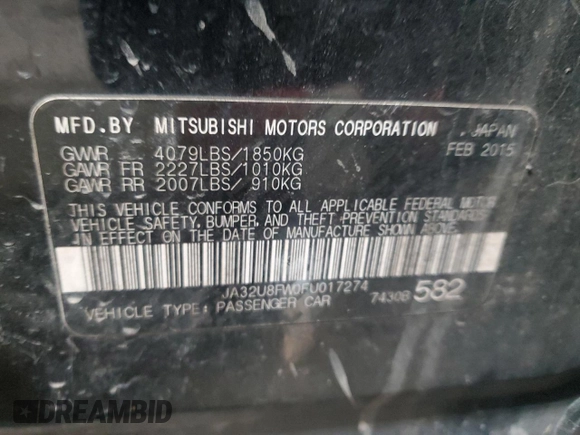 MFD.BY MITSUBISHI MOTORS CORPORATION , JAPAN
GVWR 4079LBS/1850KG FEB 2015
GAWR FR 2227LBS/1010KG
GAWR RR 2007LBS/ 910KG
THIS VEHICLE CONFORMS TO ALL APPLICABLE FEDERAL MOTOR
VEHICLE SAFETY, BUMPER, AND THEFT PREVENTION STANDARDS
IN EFFECT ON THE DATE OF MANUFACTURE SHOWN ABOVE.
JA32U8FW0FU017274
VEHICLE TYPE: PASSENGER CAR 7430B 582
DREAMBID